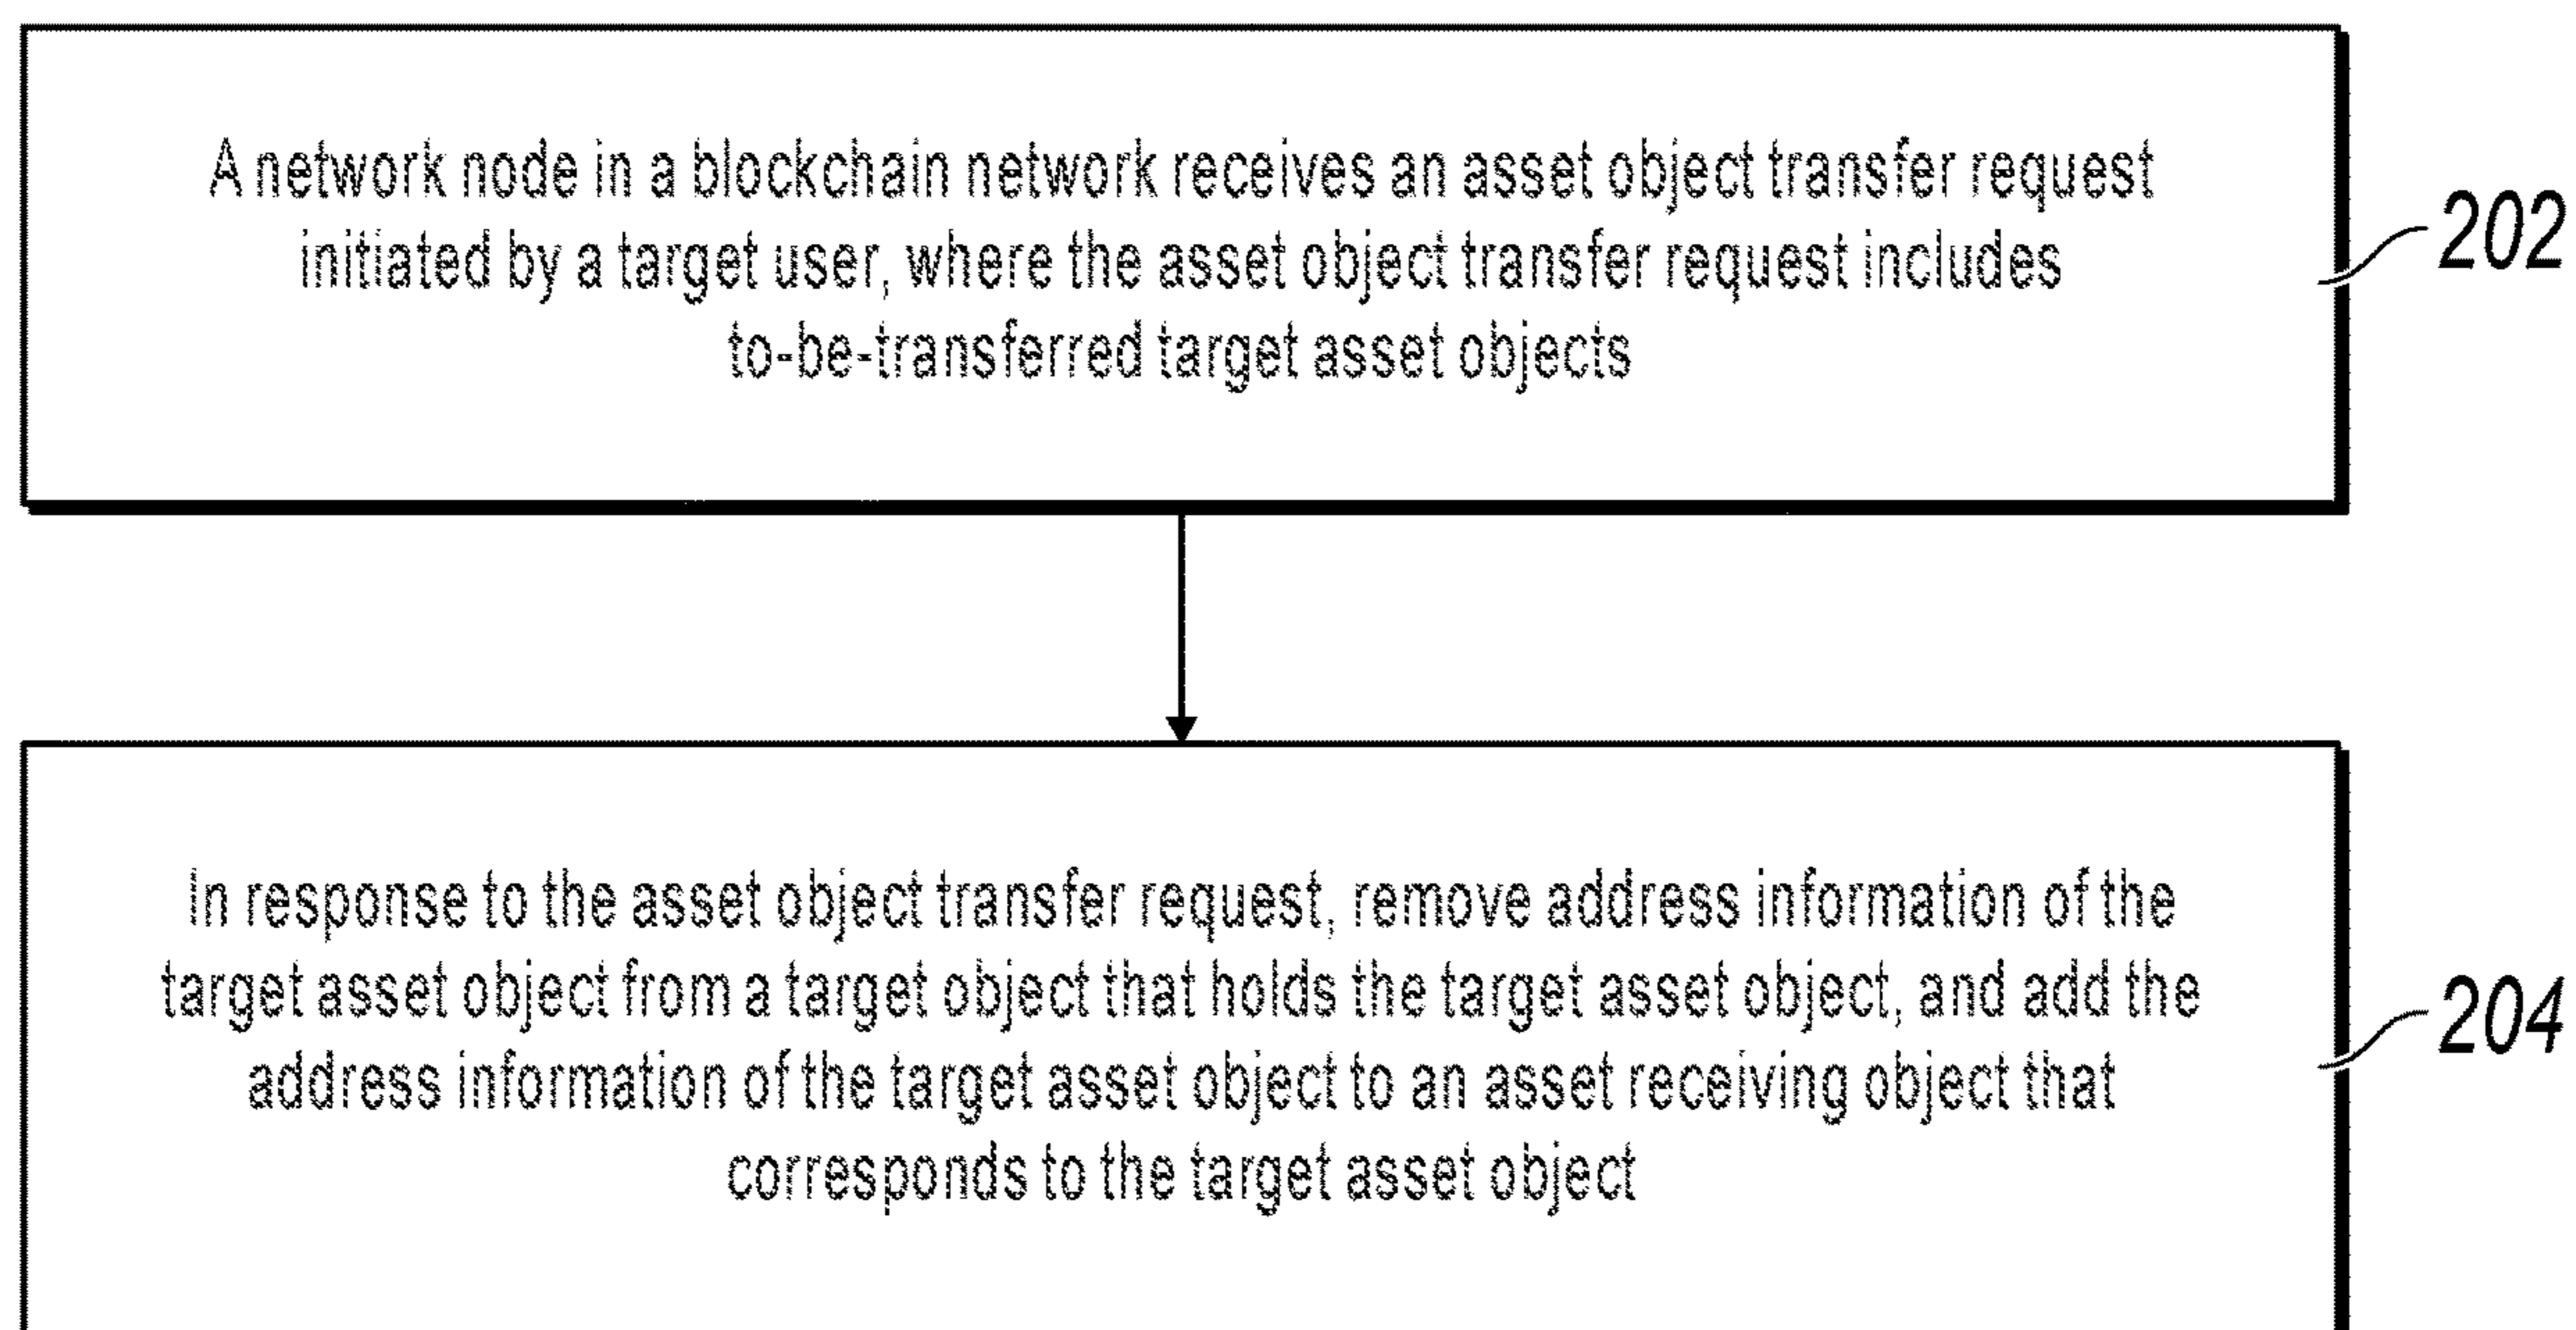 A network node in a blockchain network receives an asset object transfer request
initiated by a target user, where the asset object transfer request includes
to-be-transferred target asset objects
202
In response to the asset object transfer request, remove address information of the
target asset object from a target object that holds the target asset object, and add the
address information of the target asset object to an asset receiving object that
corresponds to the target asset object
204